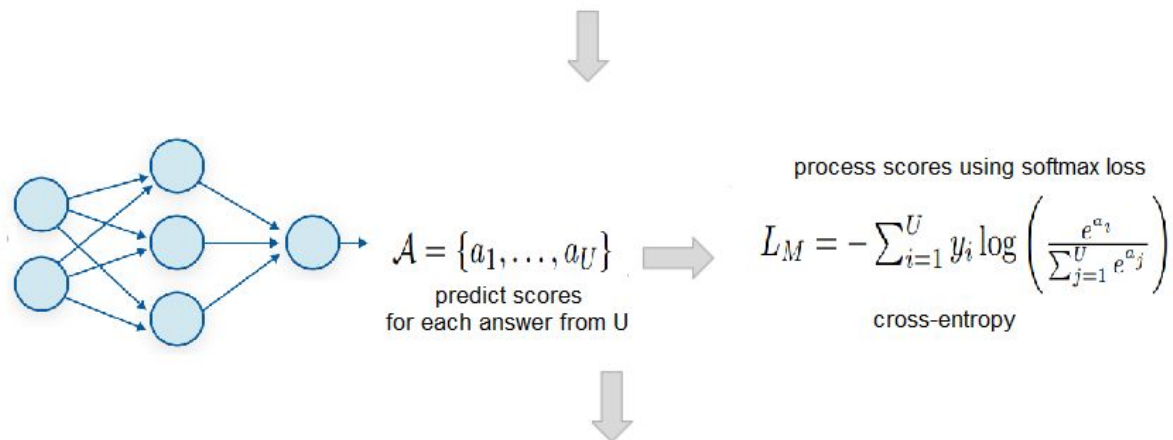 process scores using softmax loss
𝒜 = {a_1, . . . , a_U}
L_M = −∑_{i=1}^{U} y_i log ( e^{a_i} / ∑_{j=1}^{U} e^{a_j} )
predict scores
for each answer from U
cross-entropy